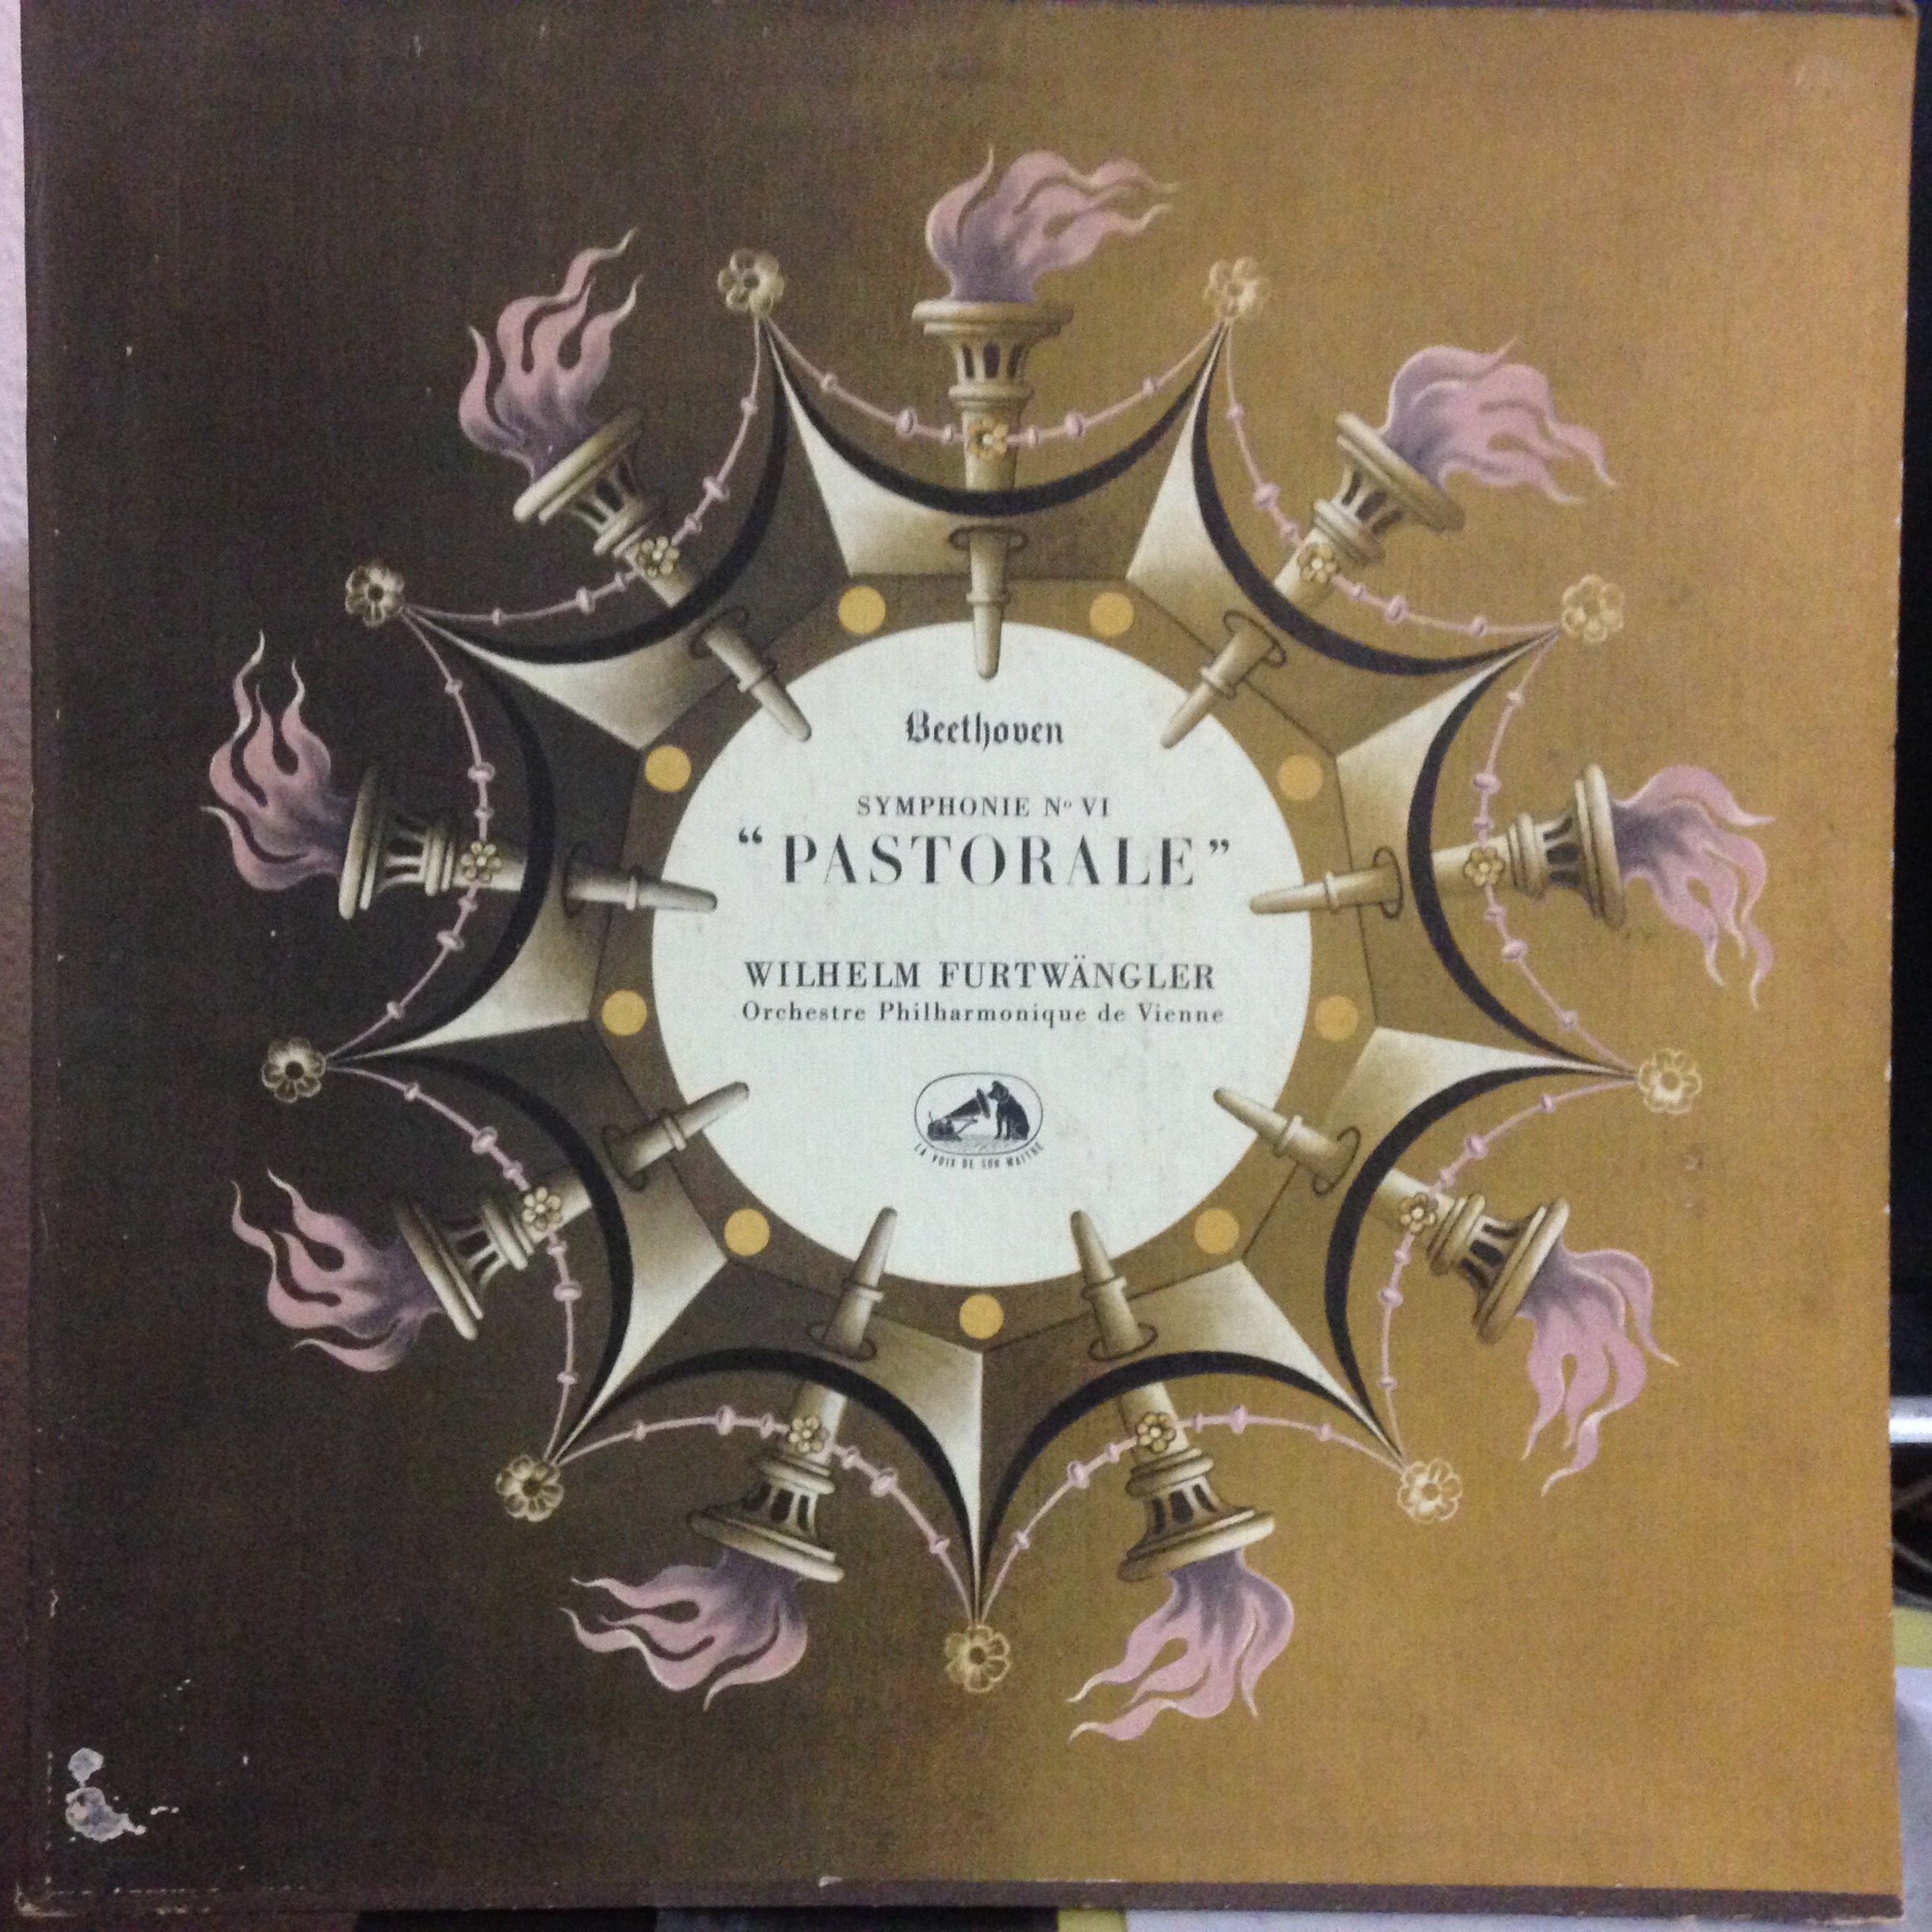 Beethoven
SYMPHONIE Nº VI
“PASTORALE”
WILHELM FURTWÄNGLER
Orchestre Philharmonique de Vienne
LA VOIX DE SON MAITRE